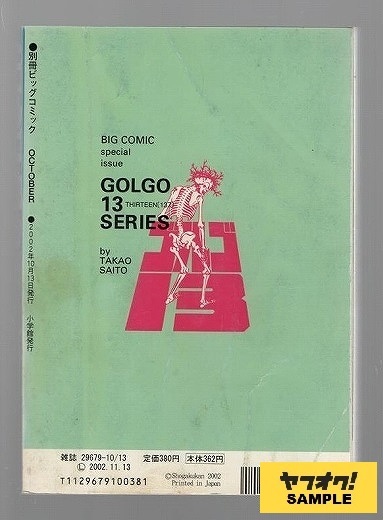 ●別冊ビッグコミック OCTOBER ●2002年10月13日発行 小学館発行
BIG COMIC
special
issue
GOLGO
13 THIRTEEN(137)
SERIES
by
TAKAO
SAITO
ゴルゴ
13
雑誌 29679-10/13 定価380円 本体362円
Ⓛ 2002.11.13
T1129679100381
©Shogakukan 2002
Printed in Japan
ヤフオク!
SAMPLE